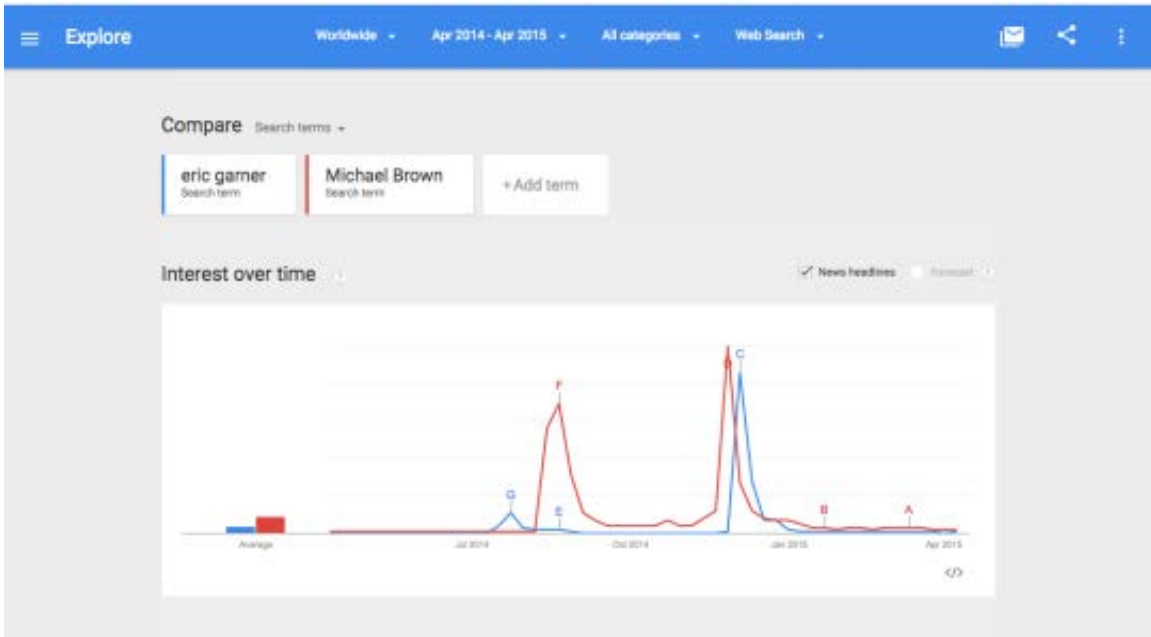 Explore Worldwide Apr 2014 - Apr 2015 All categories Web Search
Compare Search terms
eric garner Michael Brown + Add term
Search term Search term
Interest over time News headlines Forecast
C
D
F
G
E
B A
Average Jul 2014 Oct 2014 Jan 2015 Apr 2015
</>